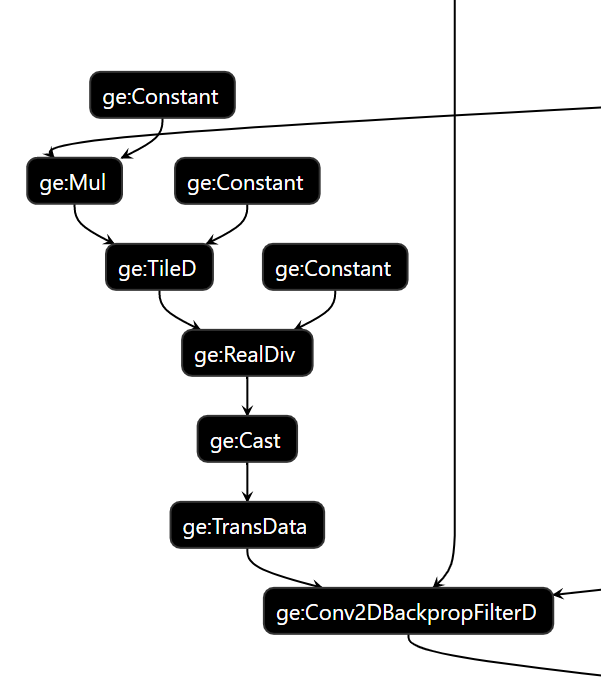 ge:Constant
ge:Mul
ge:Constant
ge:TileD
ge:Constant
ge:RealDiv
ge:Cast
ge:TransData
ge:Conv2DBackpropFilterD